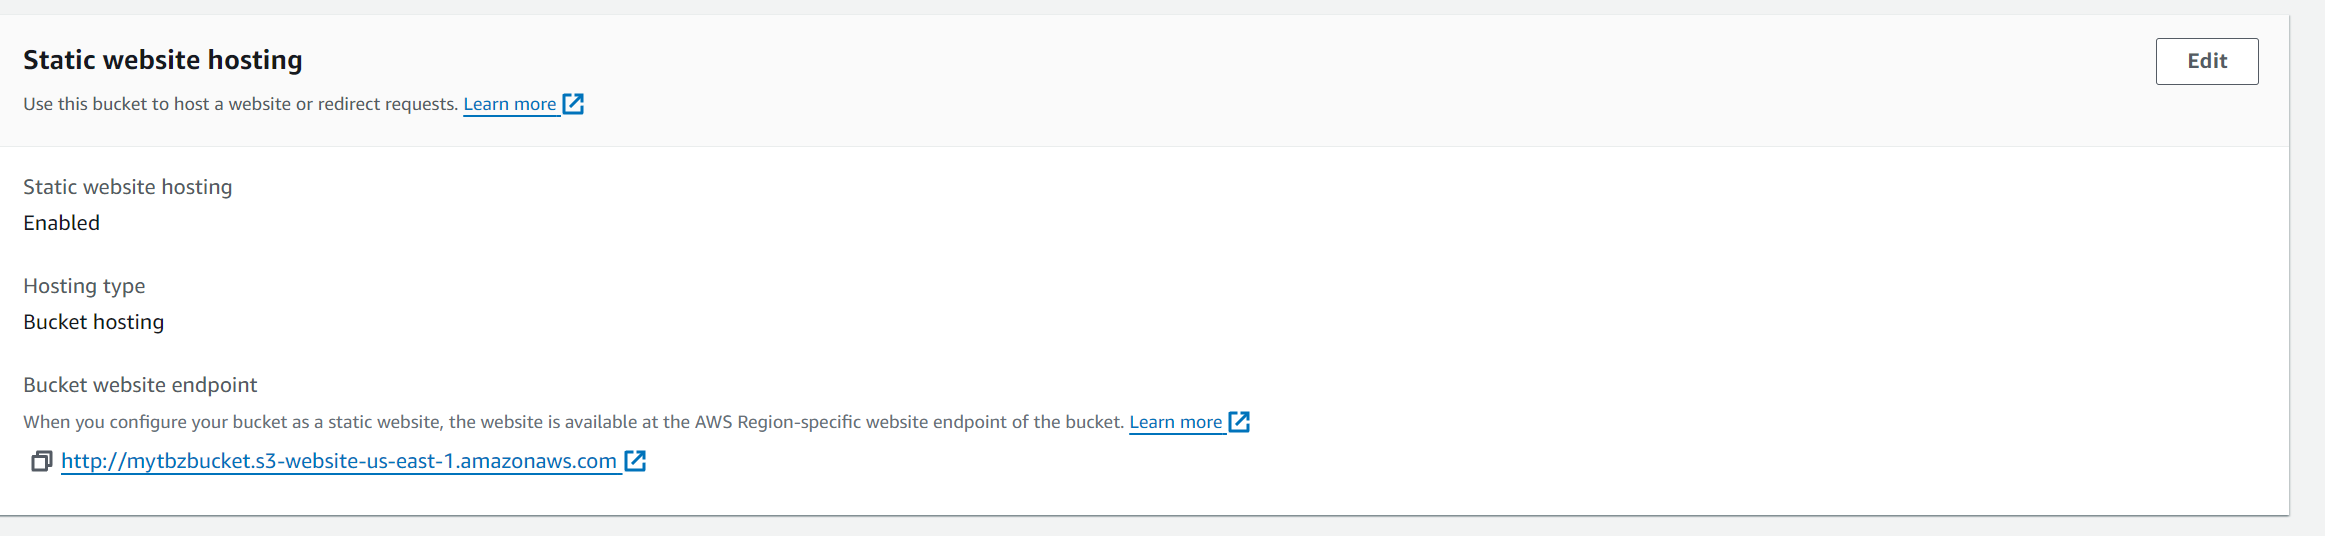 Static website hosting
Edit
Use this bucket to host a website or redirect requests. Learn more
Static website hosting
Enabled
Hosting type
Bucket hosting
Bucket website endpoint
When you configure your bucket as a static website, the website is available at the AWS Region-specific website endpoint of the bucket. Learn more
http://mytbzbucket.s3-website-us-east-1.amazonaws.com